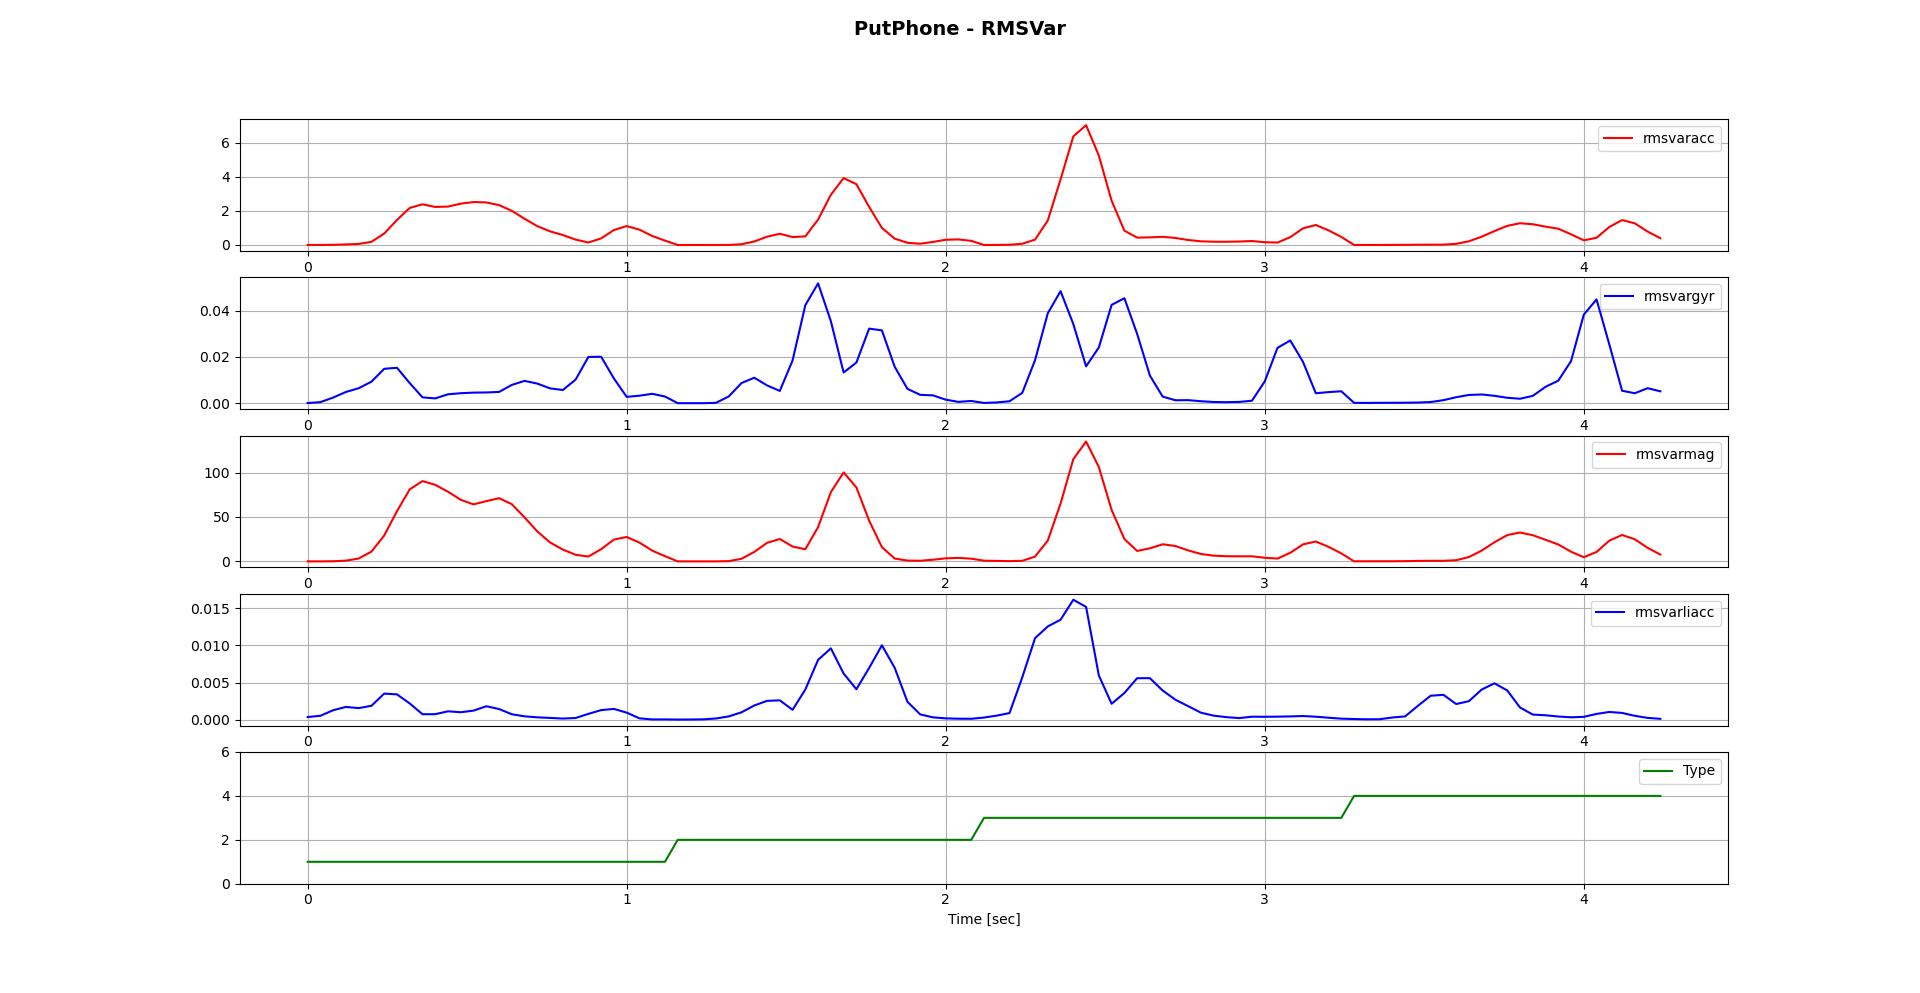 PutPhone - RMSVar
6
4
2
0
rmsvaracc
0 1 2 3 4
0.04
0.02
0.00
rmsvargyr
0 1 2 3 4
100
50
0
rmsvarmag
0 1 2 3 4
0.015
0.010
0.005
0.000
rmsvarliacc
0 1 2 3 4
6
4
2
0
Type
0 1 2 3 4
Time [sec]